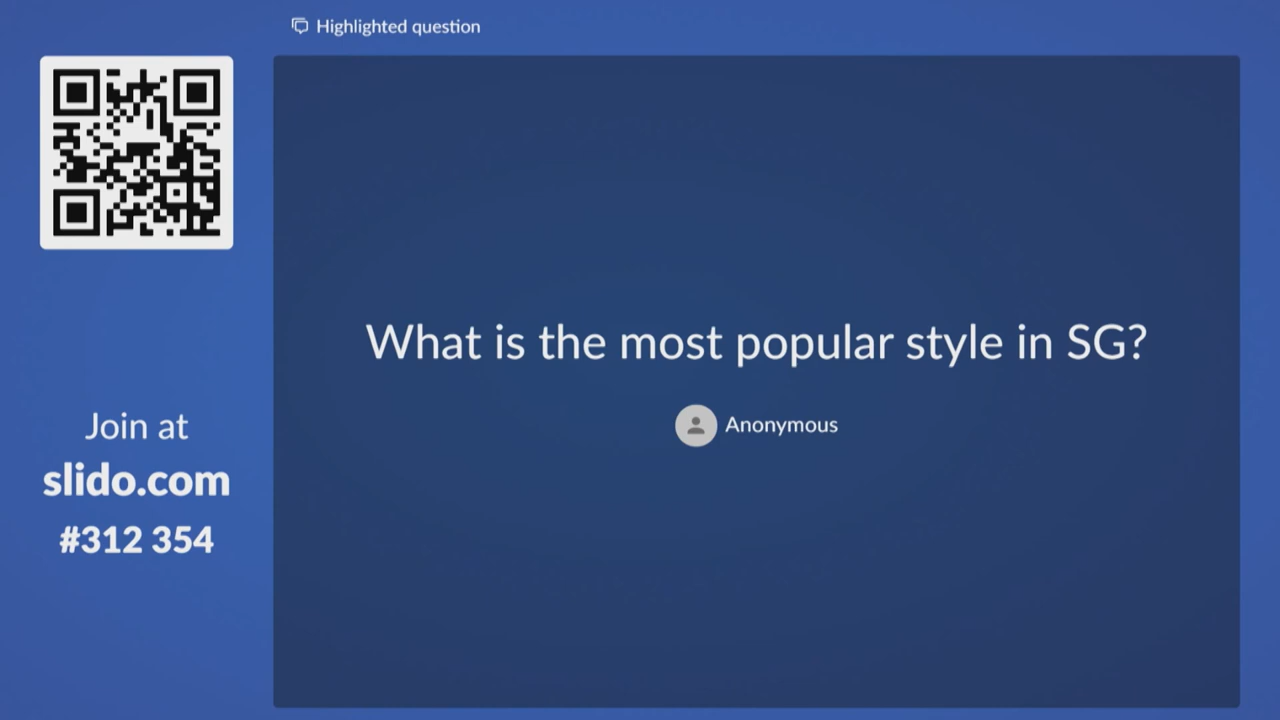 Highlighted question
What is the most popular style in SG?
Anonymous
Join at
slido.com
#312 354